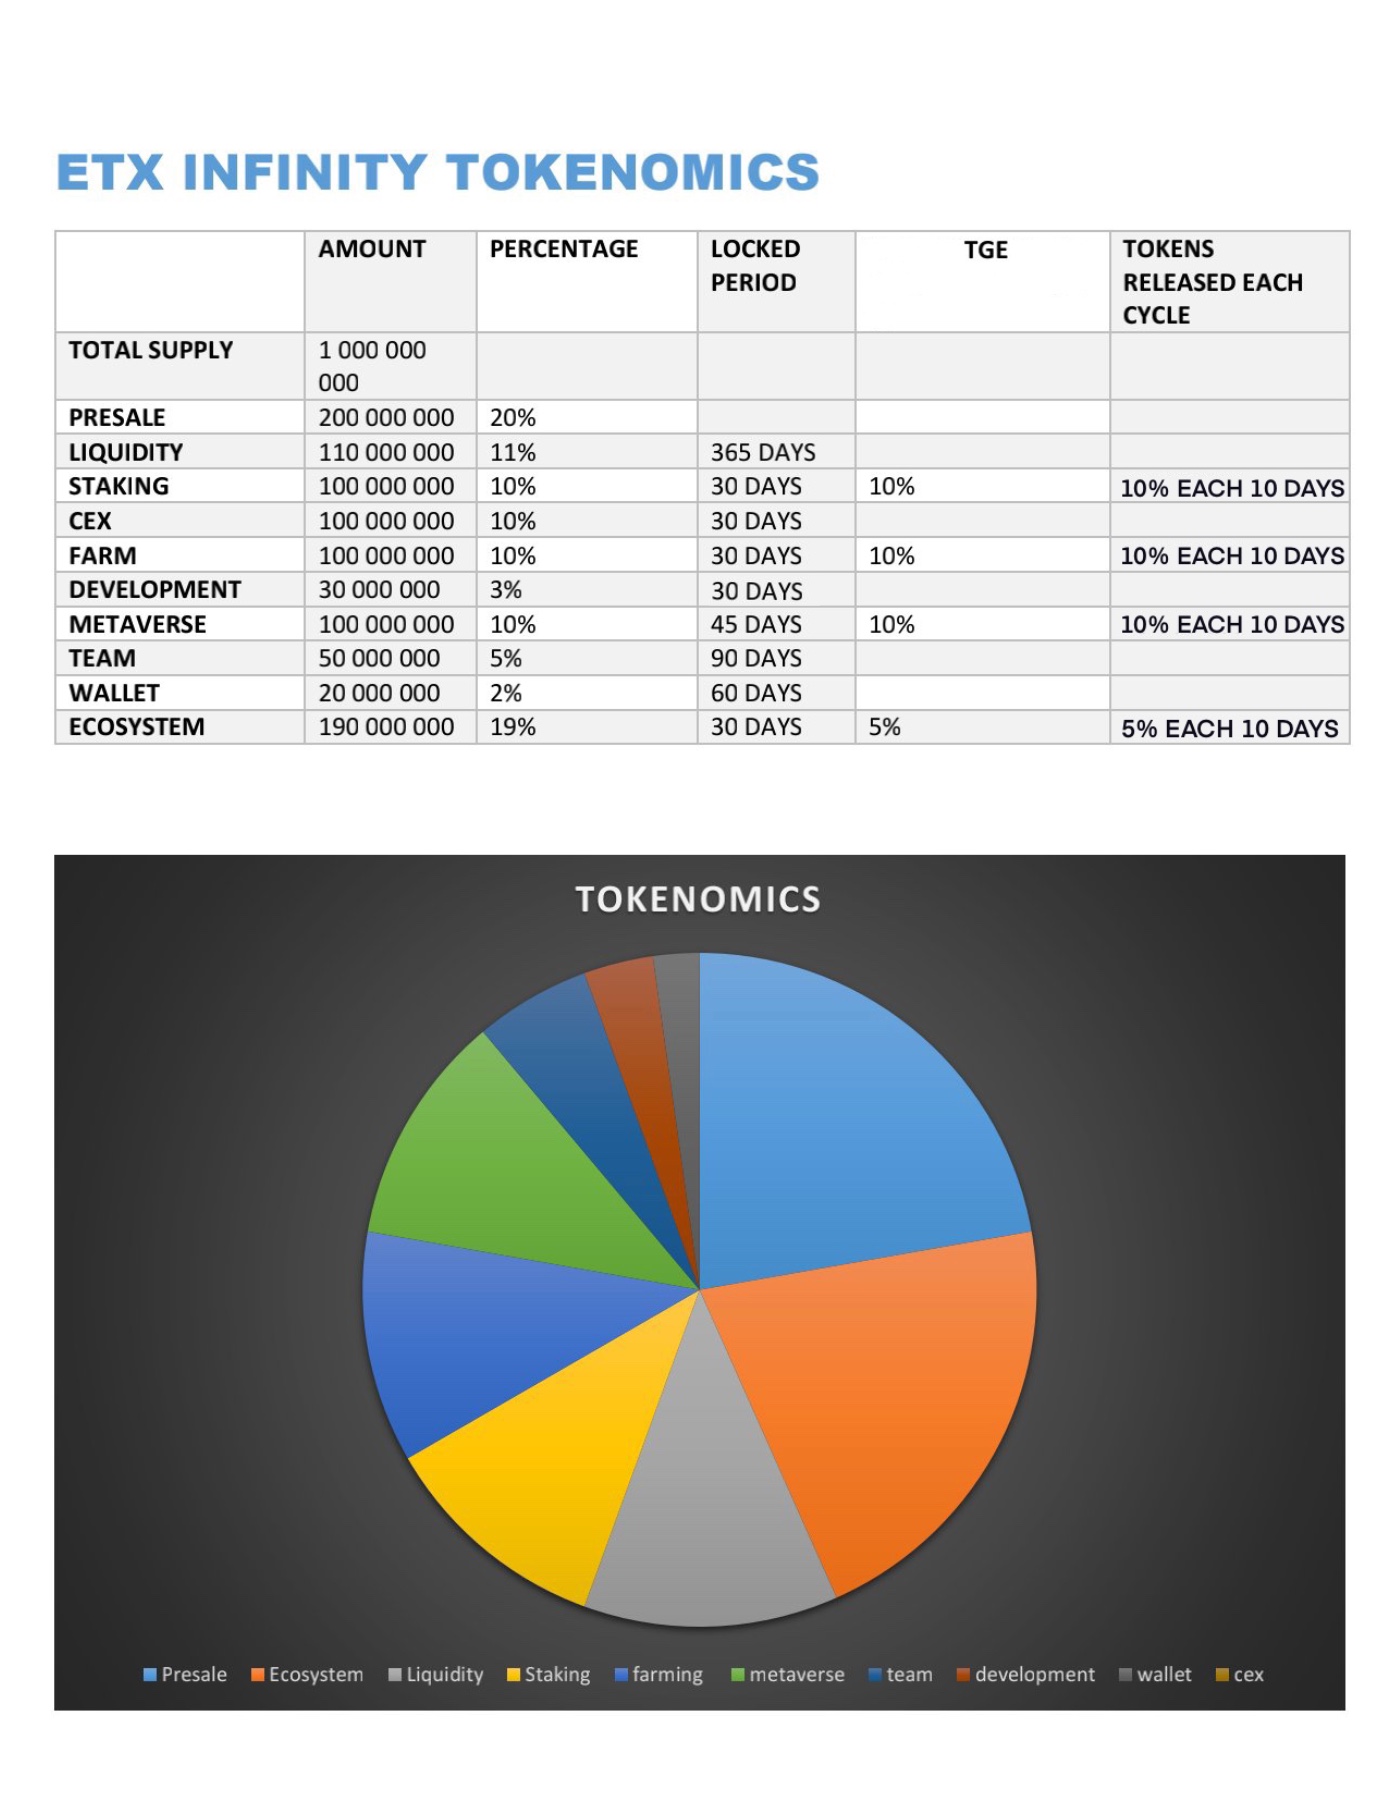 ETX INFINITY TOKENOMICS
AMOUNT PERCENTAGE LOCKED PERIOD TGE TOKENS RELEASED EACH CYCLE
TOTAL SUPPLY 1 000 000 000
PRESALE 200 000 000 20%
LIQUIDITY 110 000 000 11% 365 DAYS
STAKING 100 000 000 10% 30 DAYS 10% 10% EACH 10 DAYS
CEX 100 000 000 10% 30 DAYS
FARM 100 000 000 10% 30 DAYS 10% 10% EACH 10 DAYS
DEVELOPMENT 30 000 000 3% 30 DAYS
METAVERSE 100 000 000 10% 45 DAYS 10% 10% EACH 10 DAYS
TEAM 50 000 000 5% 90 DAYS
WALLET 20 000 000 2% 60 DAYS
ECOSYSTEM 190 000 000 19% 30 DAYS 5% 5% EACH 10 DAYS
TOKENOMICS
Presale Ecosystem Liquidity Staking farming metaverse team development wallet cex